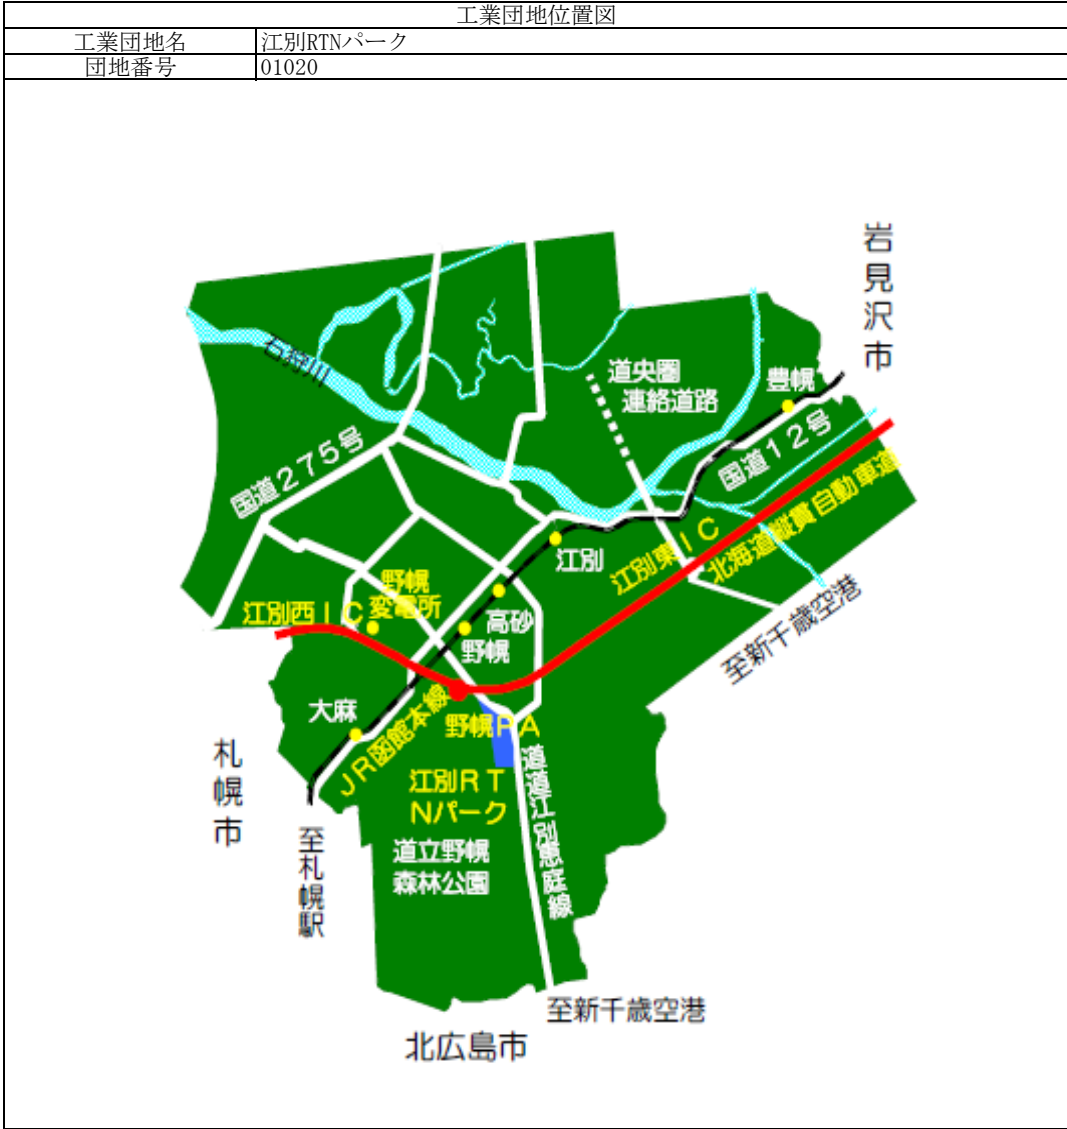 工業団地位置図
工業団地名 江別RTNパーク
団地番号 01020
岩見沢市
石狩川
道央圏
連絡道路
豊幌
国道275号
国道12号
北海道縦貫自動車道
江別東IC
江別
野幌
変電所
江別西IC
高砂
野幌
至新千歳空港
大麻
JR函館本線
野幌PA
札幌市
江別RT
Nパーク
道道江別恵庭線
至札幌駅
道立野幌
森林公園
至新千歳空港
北広島市